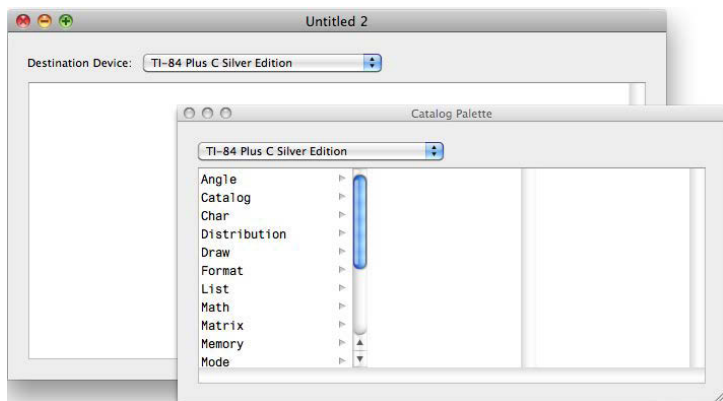 Untitled 2
Destination Device: TI-84 Plus C Silver Edition
Catalog Palette
TI-84 Plus C Silver Edition
Angle
Catalog
Char
Distribution
Draw
Format
List
Math
Matrix
Memory
Mode